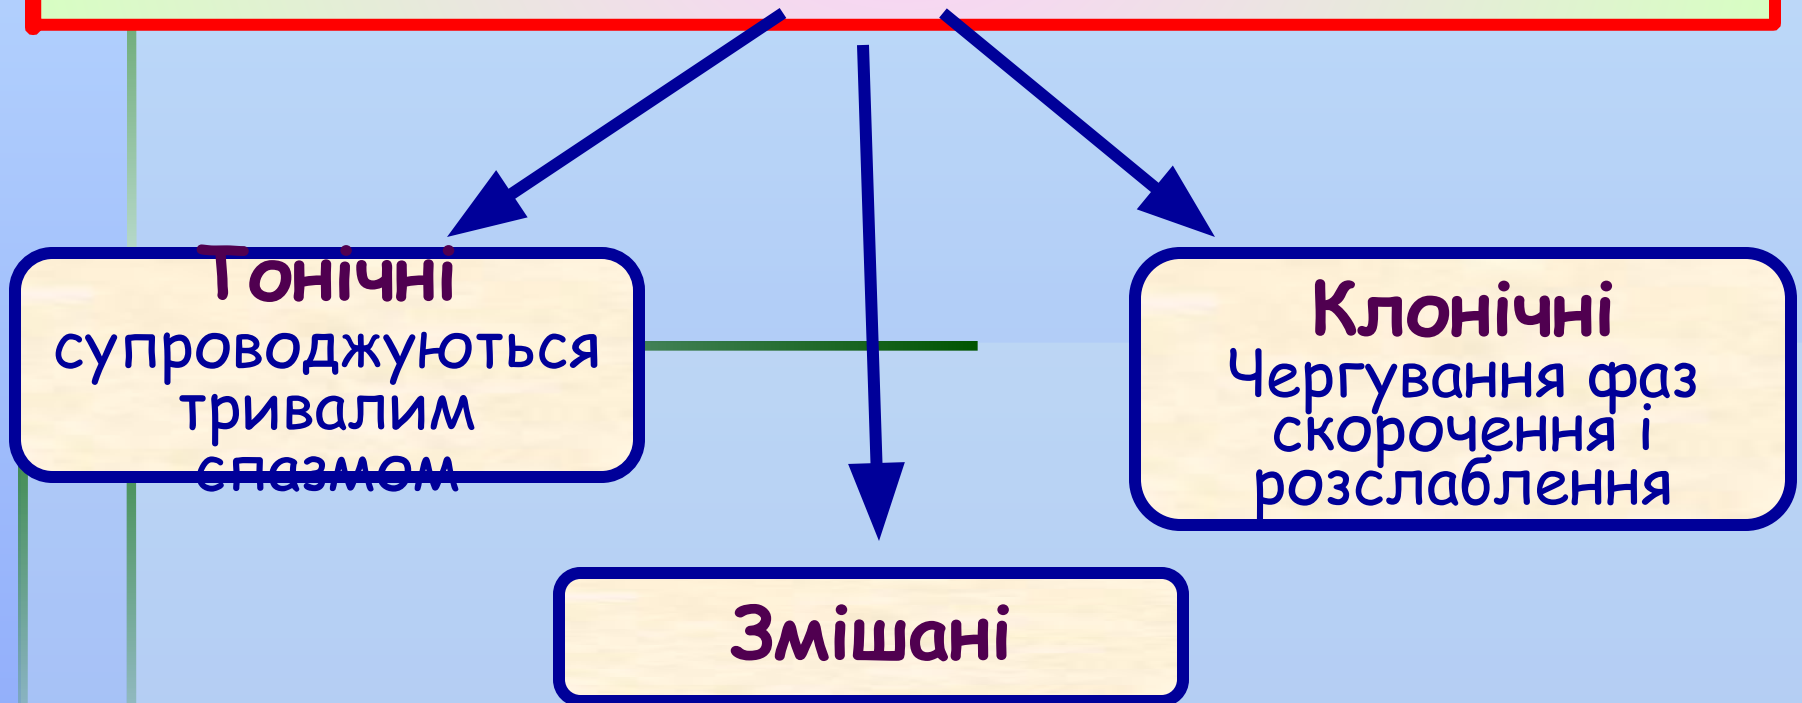 Тонічні
супроводжуються
тривалим
спазмом
Клонічні
Чергування фаз
скорочення і
розслаблення
Змішані